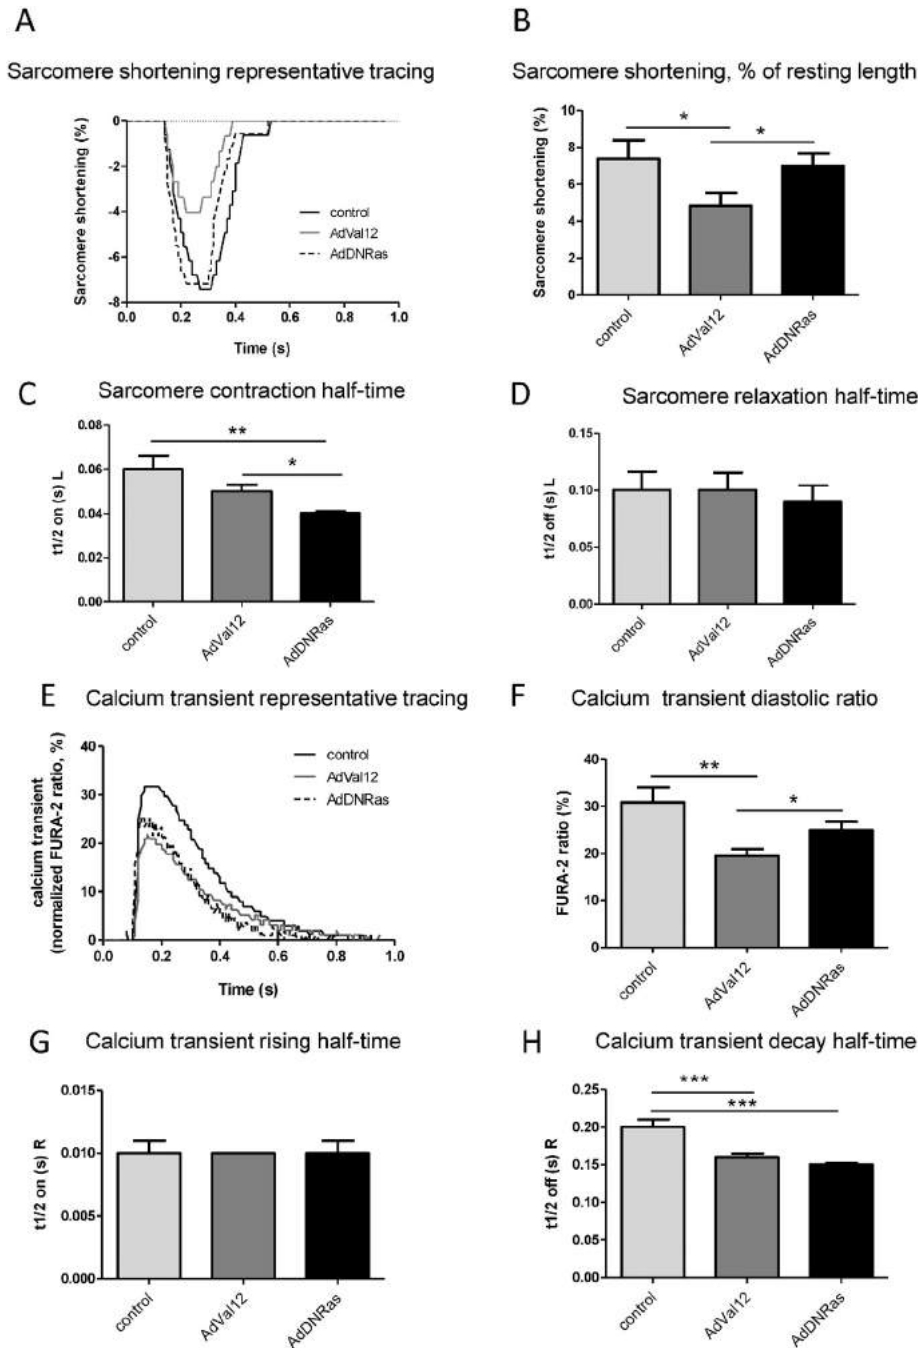 A
Sarcomere shortening representative tracing
Sarcomere shortening (%)
0
-2
-4
-6
-8
0.0 0.2 0.4 0.6 0.8 1.0
Time (s)
control
AdVal12
AdDNRas
B
Sarcomere shortening, % of resting length
Sarcomere shortening (%)
10
8
6
4
2
0
* *
control AdVal12 AdDNRas
C
Sarcomere contraction half-time
t1/2 on (s) L
0.08
0.06
0.04
0.02
0.00
**
*
control AdVal12 AdDNRas
D
Sarcomere relaxation half-time
t1/2 off (s) L
0.15
0.10
0.05
0.00
control AdVal12 AdDNRas
E
Calcium transient representative tracing
calcium transient
(normalized FURA-2 ratio, %)
40
30
20
10
0
0.0 0.2 0.4 0.6 0.8 1.0
Time (s)
control
AdVal12
AdDNRas
F
Calcium transient diastolic ratio
FURA-2 ratio (%)
40
30
20
10
0
**
*
control AdVal12 AdDNRas
G
Calcium transient rising half-time
t1/2 on (s) R
0.015
0.010
0.005
0.000
control AdVal12 AdDNRas
H
Calcium transient decay half-time
t1/2 off (s) R
0.25
0.20
0.15
0.10
0.05
0.00
***
***
control AdVal12 AdDNRas